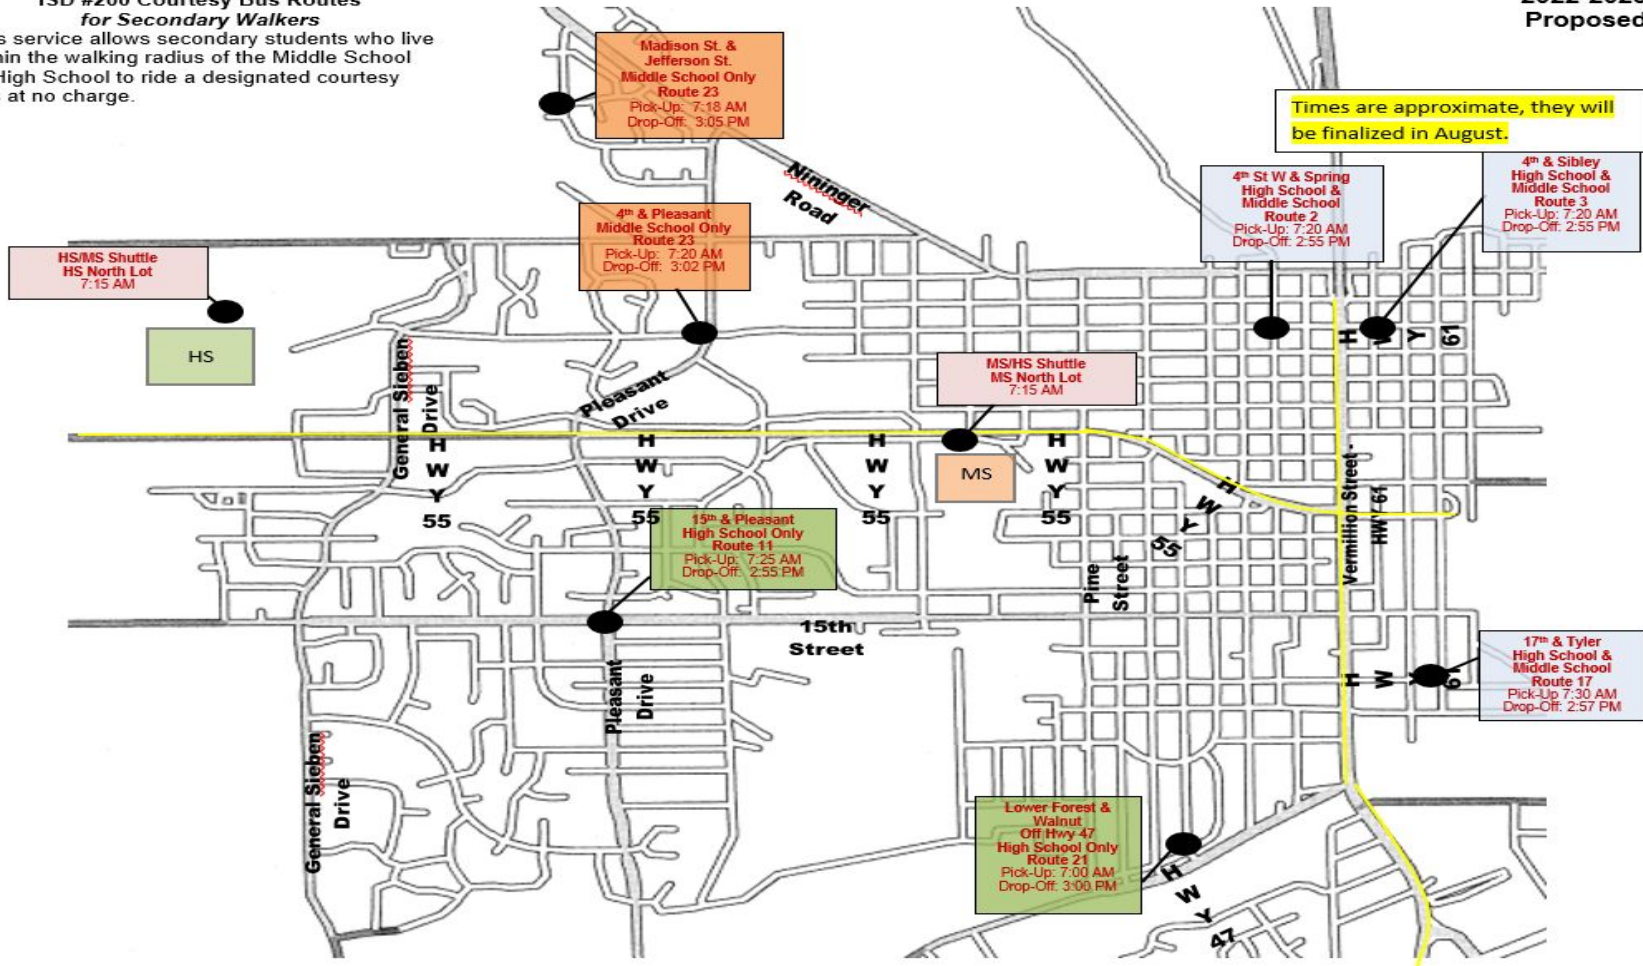 ISD #200 Courtesy Bus Routes
for Secondary Walkers
s service allows secondary students who live
in the walking radius of the Middle School
High School to ride a designated courtesy
s at no charge.
Proposed
Times are approximate, they will
be finalized in August.
Madison St. &
Jefferson St.
Middle School Only
Route 23
Pick-Up: 7:18 AM
Drop-Off: 3:05 PM
Nininger
Road
4th & Pleasant
Middle School Only
Route 23
Pick-Up: 7:20 AM
Drop-Off: 3:02 PM
4th St W & Spring
High School &
Middle School
Route 2
Pick-Up: 7:20 AM
Drop-Off: 2:55 PM
4th & Sibley
High School &
Middle School
Route 3
Pick-Up: 7:20 AM
Drop-Off: 2:55 PM
HS/MS Shuttle
HS North Lot
7:15 AM
HS
HWY 61
MS/HS Shuttle
MS North Lot
7:15 AM
MS
General Sieben
Drive
Pleasant
Drive
HWY
55
HWY
55
HWY
55
HWY
55
HWY
55
Vermillion Street -
HWY 61
15th & Pleasant
High School Only
Route 11
Pick-Up: 7:25 AM
Drop-Off: 2:55 PM
Pine
Street
15th
Street
Pleasant
Drive
17th & Tyler
High School &
Middle School
Route 17
Pick-Up 7:30 AM
Drop-Off: 2:57 PM
HWY 61
General Sieben
Drive
Lower Forest &
Walnut
Off Hwy 47
High School Only
Route 21
Pick-Up: 7:00 AM
Drop-Off: 3:00 PM
HWY
47